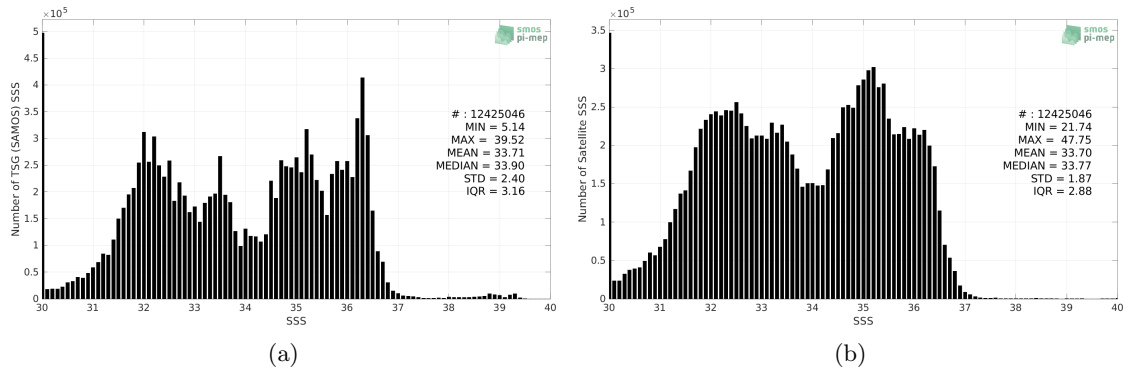 ×10⁵
5
4.5
4
3.5
3
2.5
2
1.5
1
0.5
0
30 31 32 33 34 35 36 37 38 39 40
SSS
Number of TSG (SAMOS) SSS
smos
pi-mep
# : 12425046
MIN = 5.14
MAX = 39.52
MEAN = 33.71
MEDIAN = 33.90
STD = 2.40
IQR = 3.16
(a)
×10⁵
3.5
3
2.5
2
1.5
1
0.5
0
30 31 32 33 34 35 36 37 38 39 40
SSS
Number of Satellite SSS
smos
pi-mep
# : 12425046
MIN = 21.74
MAX = 47.75
MEAN = 33.70
MEDIAN = 33.77
STD = 1.87
IQR = 2.88
(b)